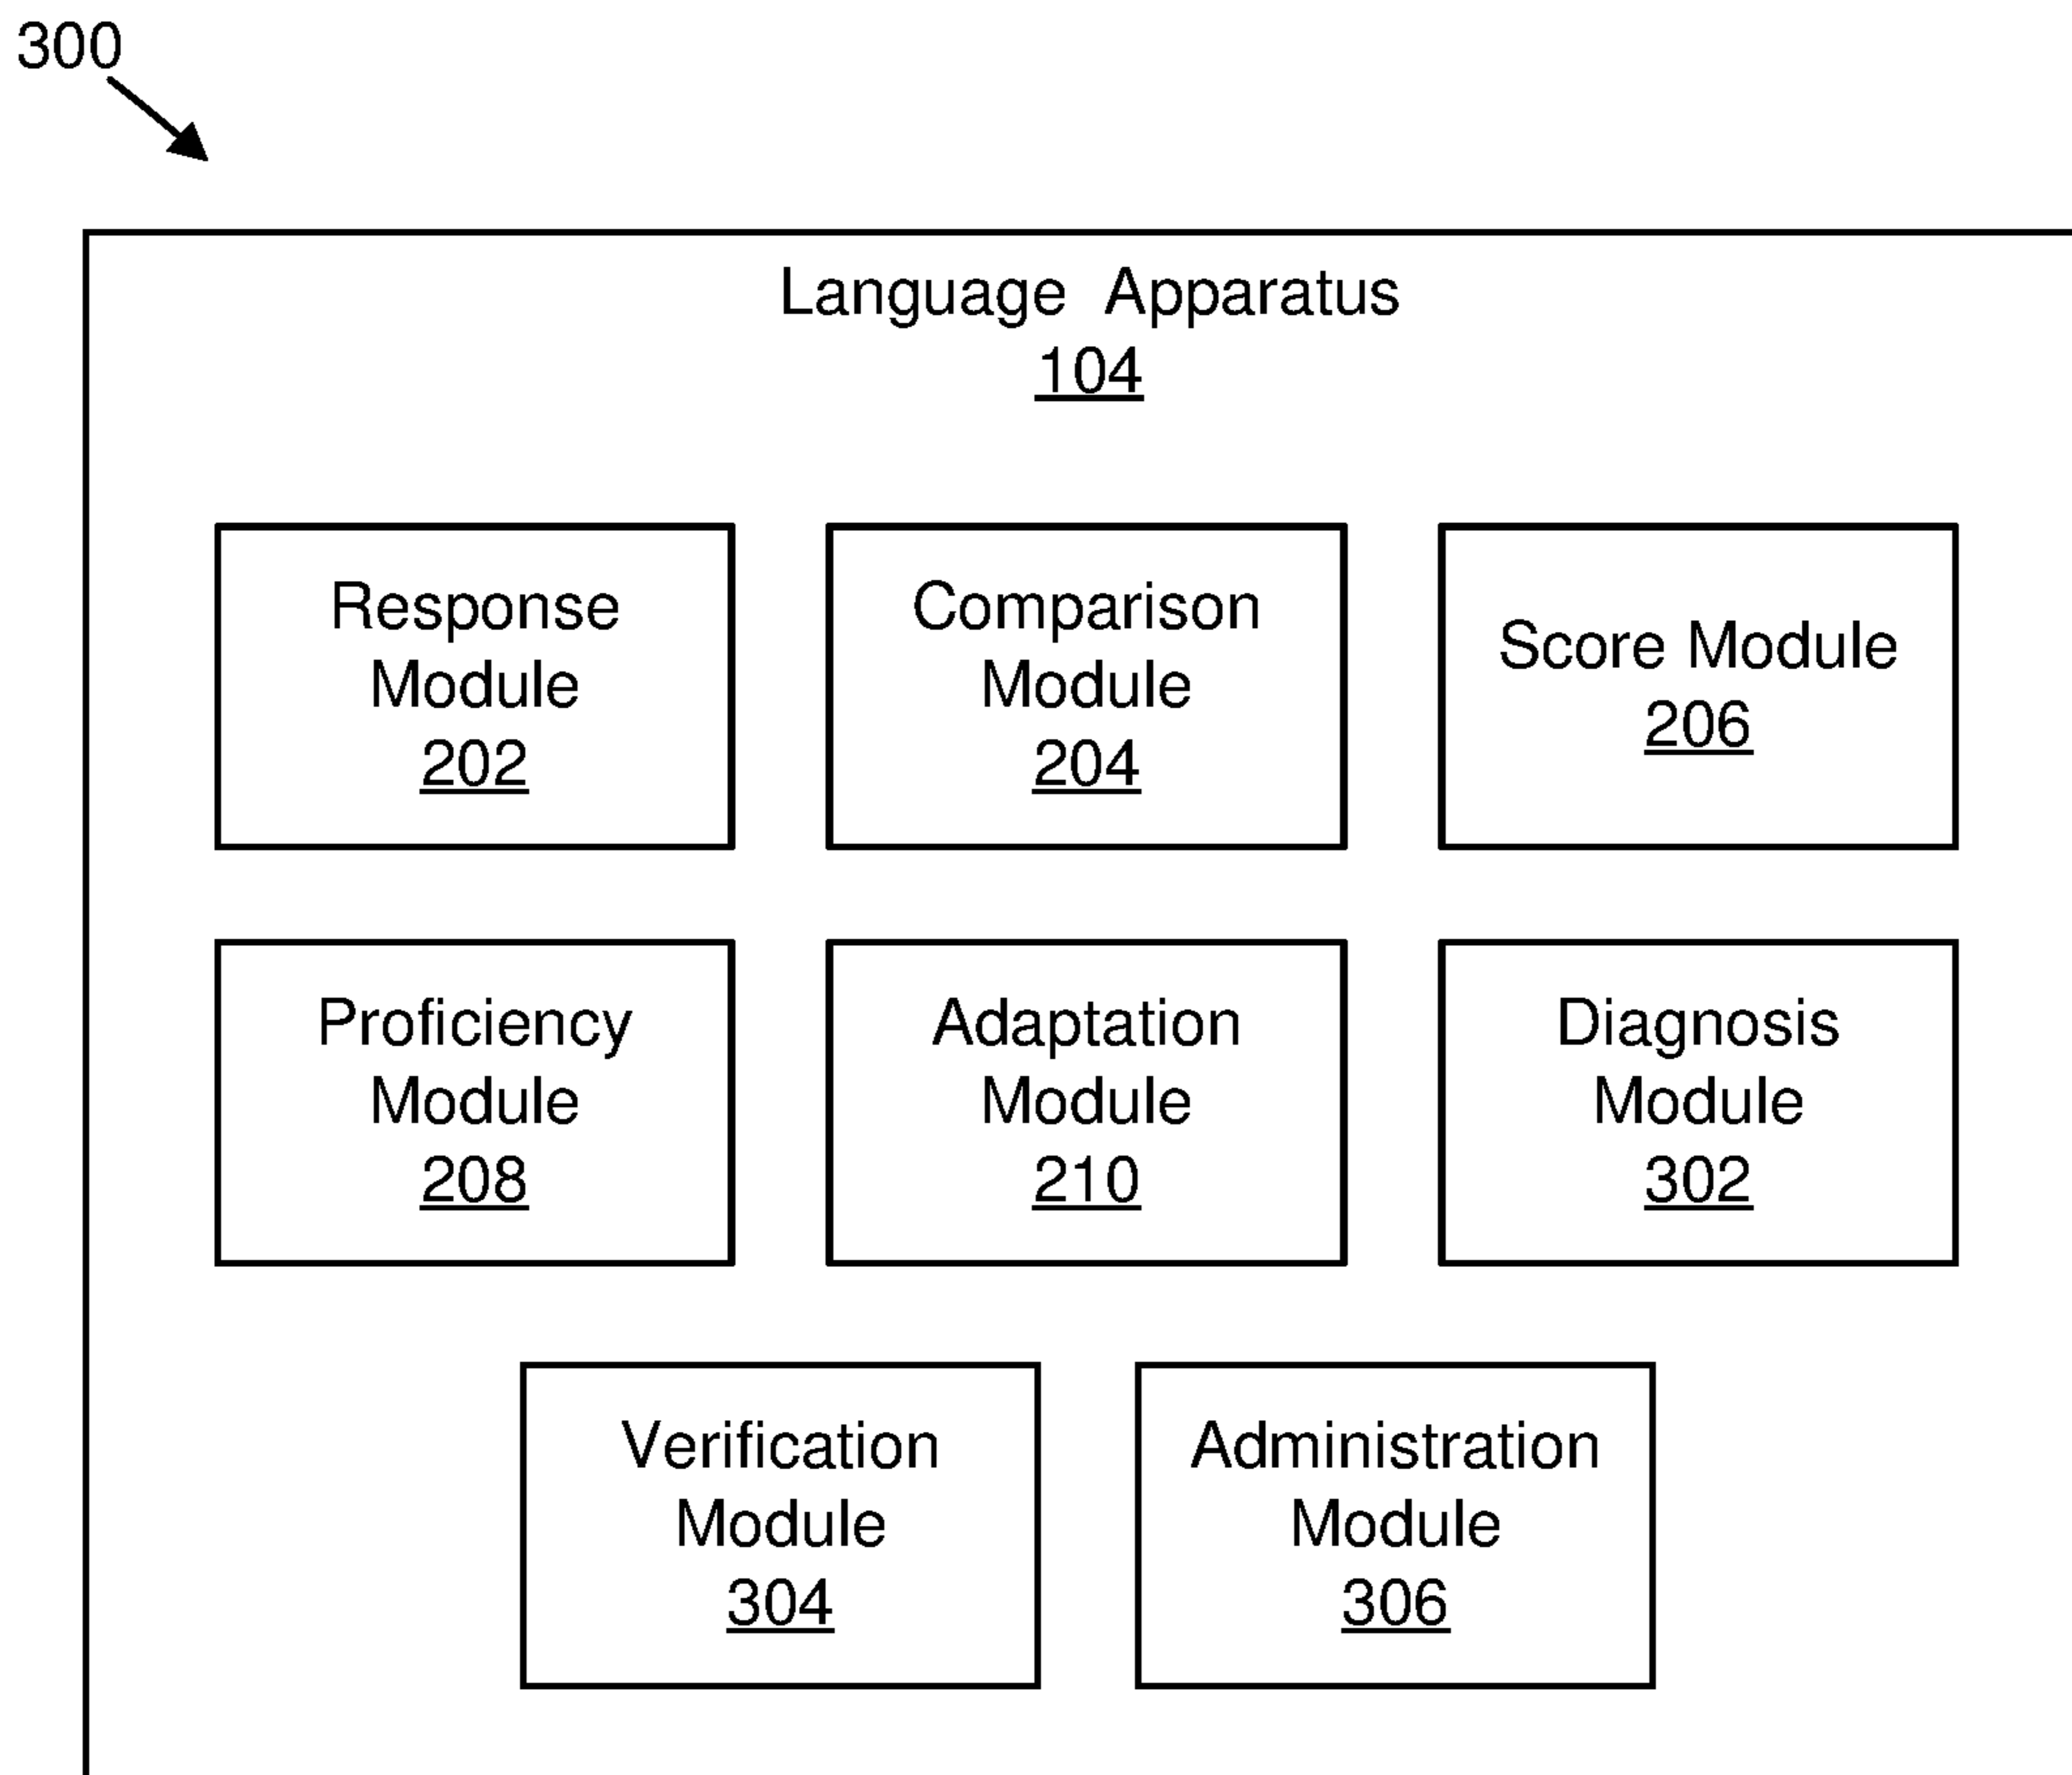 300
Language Apparatus
104
Response
Module
202
Comparison
Module
204
Score Module
206
Proficiency
Module
208
Adaptation
Module
210
Diagnosis
Module
302
Verification
Module
304
Administration
Module
306